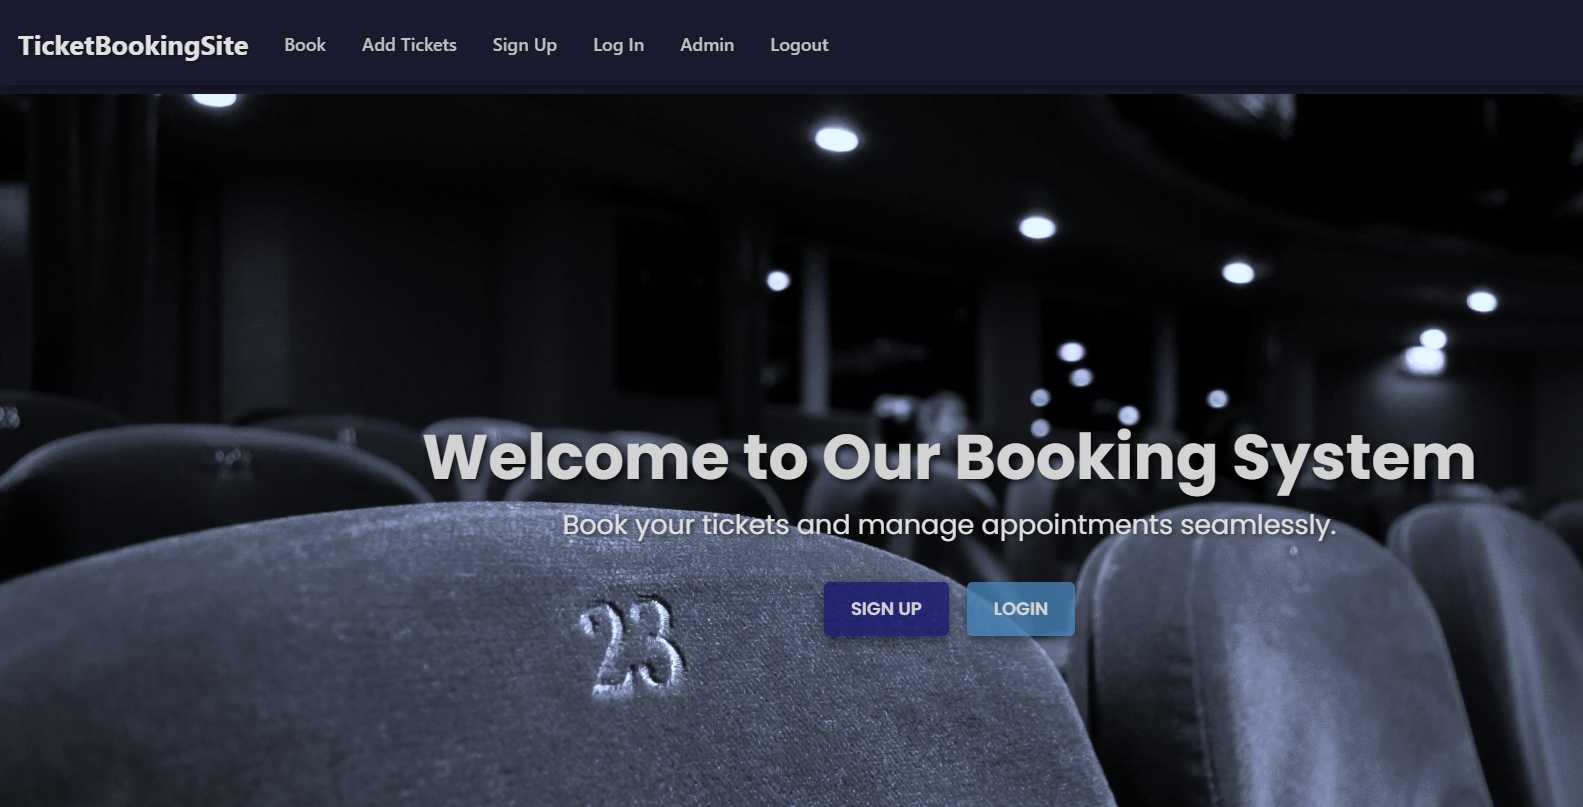 TicketBookingSite Book Add Tickets Sign Up Log In Admin Logout
Welcome to Our Booking System
Book your tickets and manage appointments seamlessly.
SIGN UP LOGIN
23